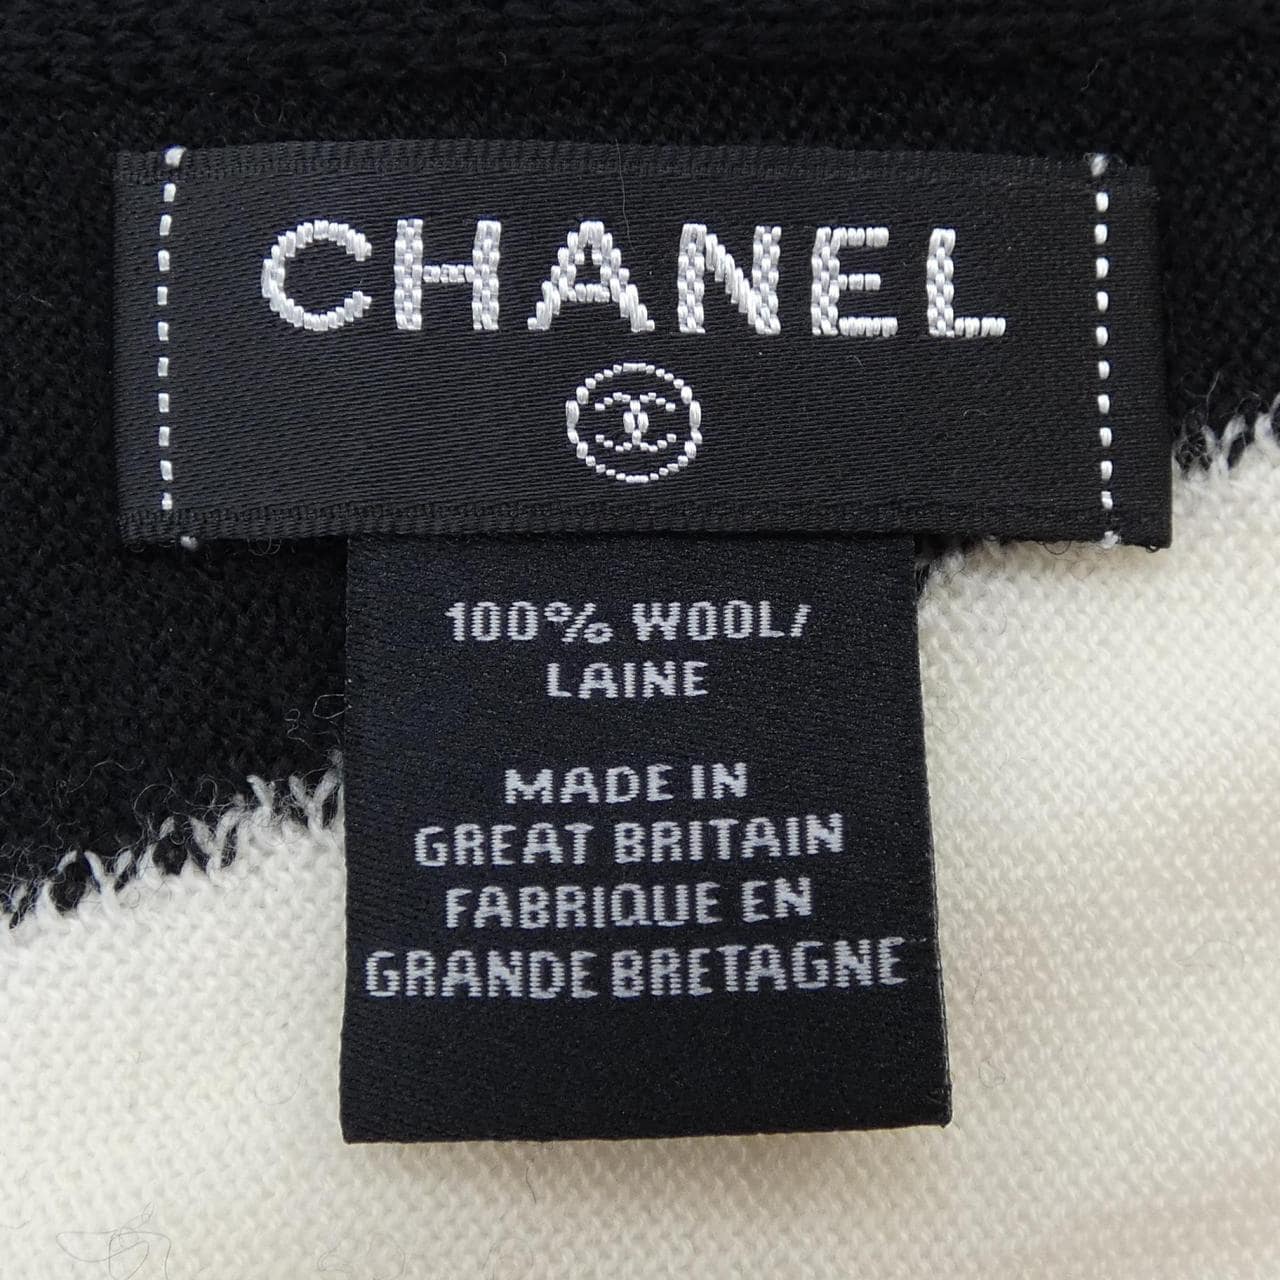 CHANEL
100% WOOL/
LAINE
MADE IN
GREAT BRITAIN
FABRIQUE EN
GRANDE BRETAGNE